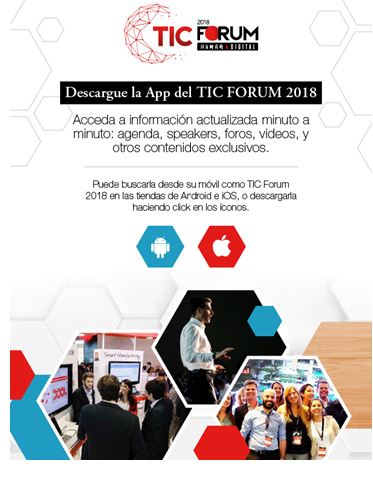 2018
TIC FORUM
HUMAN + DIGITAL
Descargue la App del TIC FORUM 2018
Acceda a información actualizada minuto a
minuto: agenda, speakers, foros, videos, y
otros contenidos exclusivos.
Puede buscarla desde su móvil como TIC Forum
2018 en las tiendas de Android e iOS, o descargarla
haciendo click en los íconos.
Smart Manufacturing